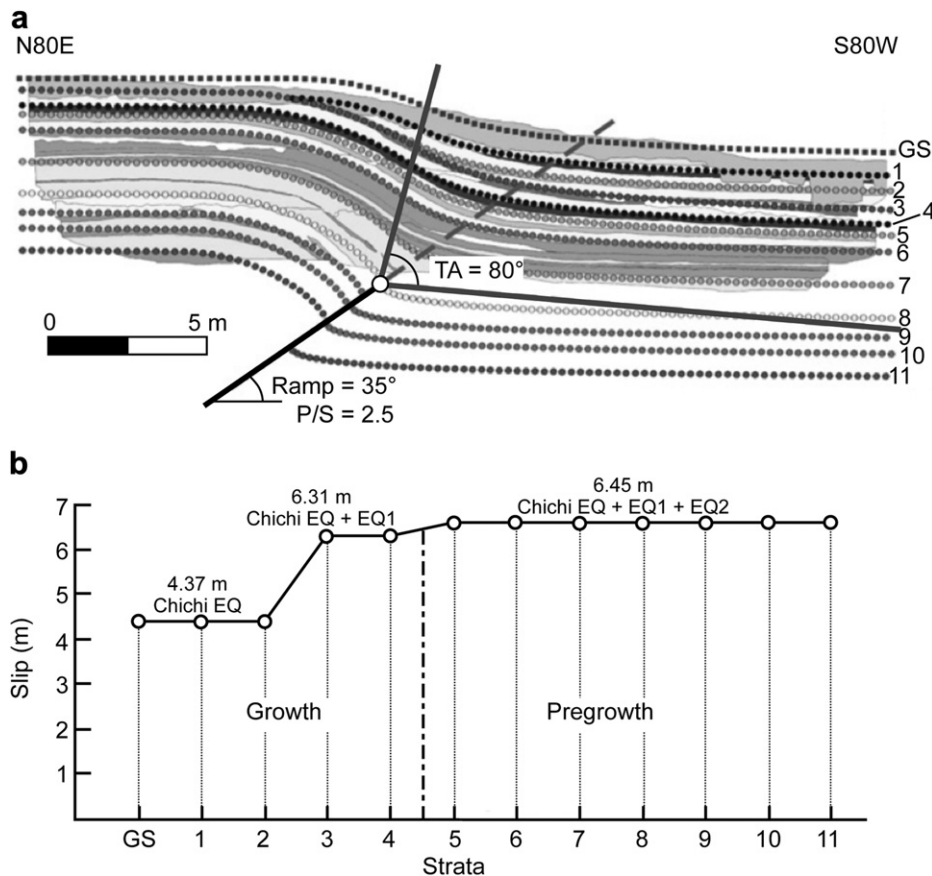 a
N80E
S80W
GS
1
2
3
4
5
6
7
8
9
10
11
TA = 80°
0
5 m
Ramp = 35°
P/S = 2.5
b
7
6
5
4
3
2
1
Slip (m)
4.37 m
Chichi EQ
6.31 m
Chichi EQ + EQ1
6.45 m
Chichi EQ + EQ1 + EQ2
Growth
Pregrowth
GS 1 2 3 4 5 6 7 8 9 10 11
Strata